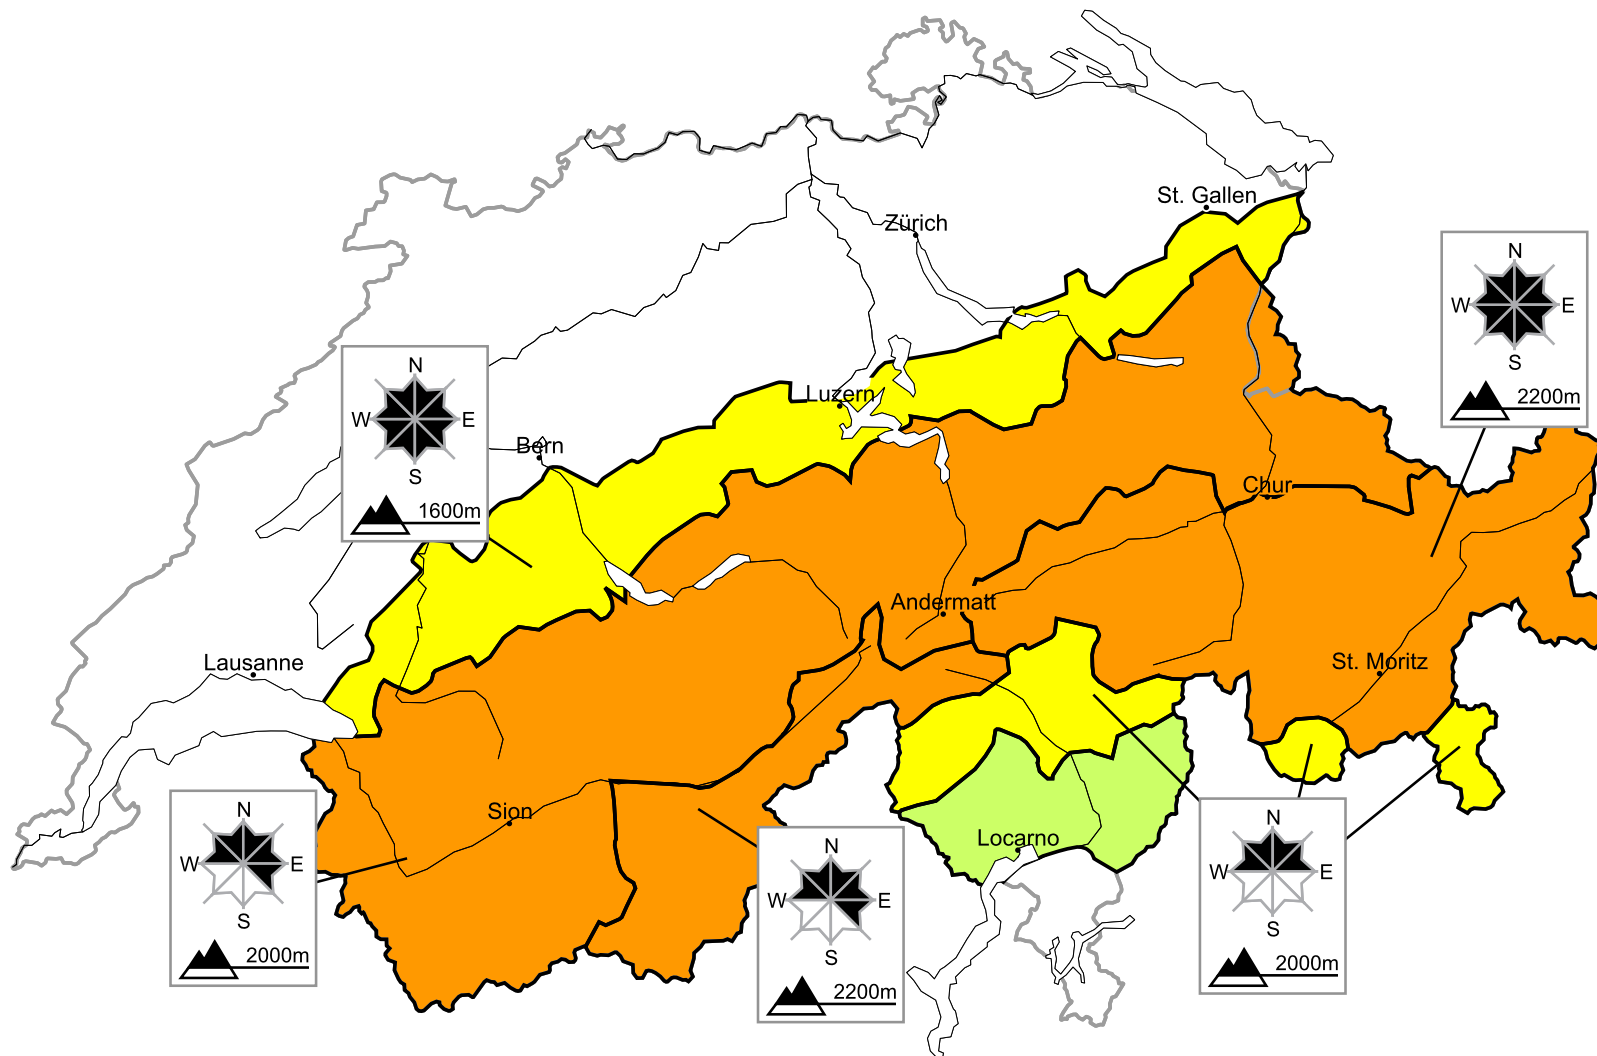 St. Gallen
Zürich
N
W E
S
2200m
N
W E
S
1600m
Luzern
Bern
Chur
Andermatt
Lausanne
St. Moritz
N
W E
S
2000m
Sion
N
W E
S
2200m
Locarno
N
W E
S
2000m